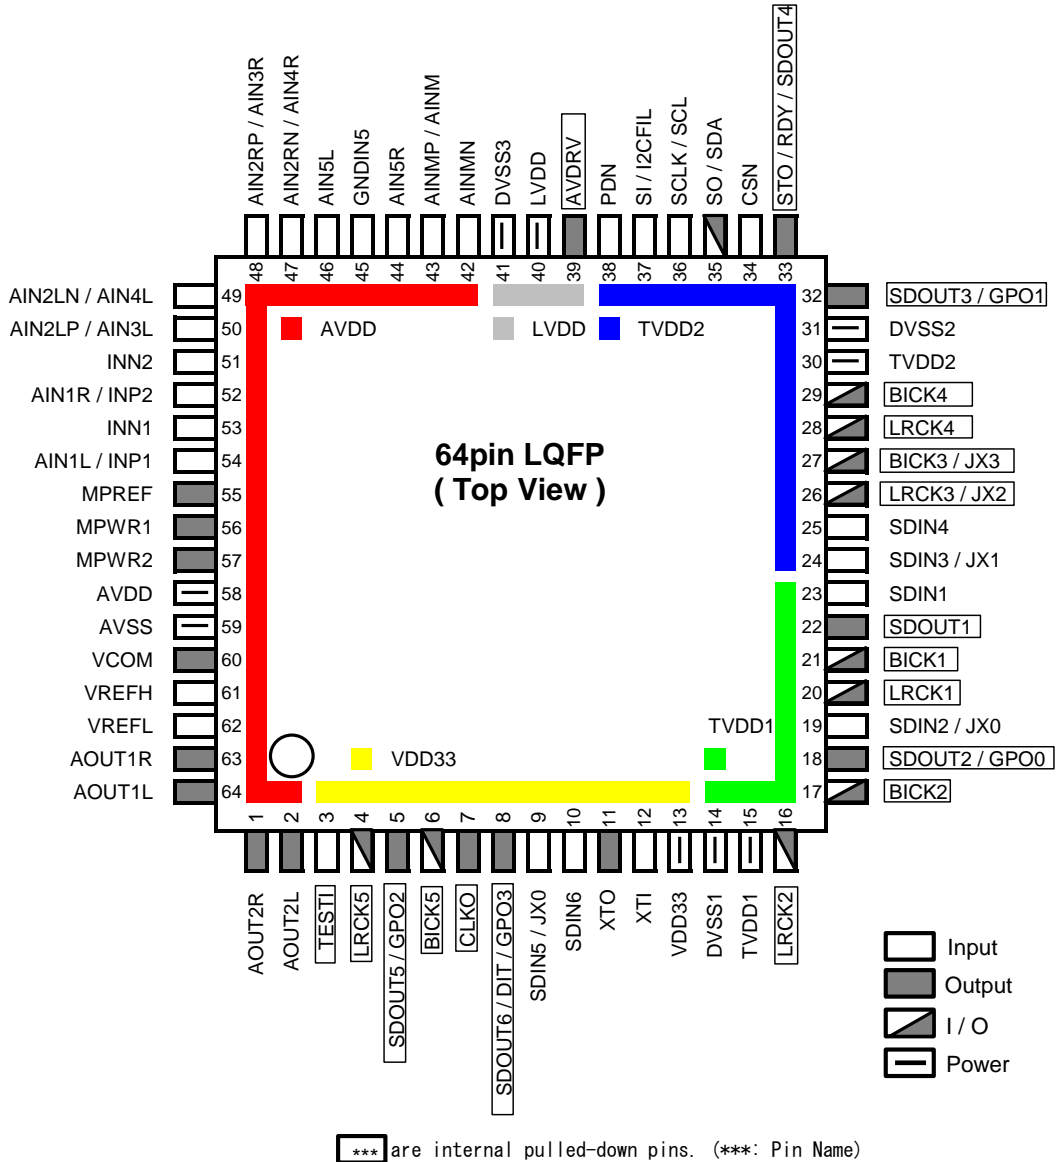 AIN2RP / AIN3R
AIN2RN / AIN4R
AIN5L
GNDIN5
AIN5R
AINMP / AINM
AINMN
DVSS3
LVDD
AVDRV
PDN
SI / I2CFIL
SCLK / SCL
SO / SDA
CSN
STO / RDY / SDOUT4
48 47 46 45 44 43 42 41 40 39 38 37 36 35 34 33
AIN2LN / AIN4L 49
AIN2LP / AIN3L 50
INN2 51
AIN1R / INP2 52
INN1 53
AIN1L / INP1 54
MPREF 55
MPWR1 56
MPWR2 57
AVDD 58
AVSS 59
VCOM 60
VREFH 61
VREFL 62
AOUT1R 63
AOUT1L 64
AVDD
LVDD
TVDD2
64pin LQFP
( Top View )
VDD33
TVDD1
32 SDOUT3 / GPO1
31 DVSS2
30 TVDD2
29 BICK4
28 LRCK4
27 BICK3 / JX3
26 LRCK3 / JX2
25 SDIN4
24 SDIN3 / JX1
23 SDIN1
22 SDOUT1
21 BICK1
20 LRCK1
19 SDIN2 / JX0
18 SDOUT2 / GPO0
17 BICK2
1 2 3 4 5 6 7 8 9 10 11 12 13 14 15 16
AOUT2R
AOUT2L
TESTI
LRCK5
SDOUT5 / GPO2
BICK5
CLKO
SDOUT6 / DIT / GPO3
SDIN5 / JX0
SDIN6
XTO
XTI
VDD33
DVSS1
TVDD1
LRCK2
Input
Output
I / O
Power
*** are internal pulled-down pins. (***: Pin Name)